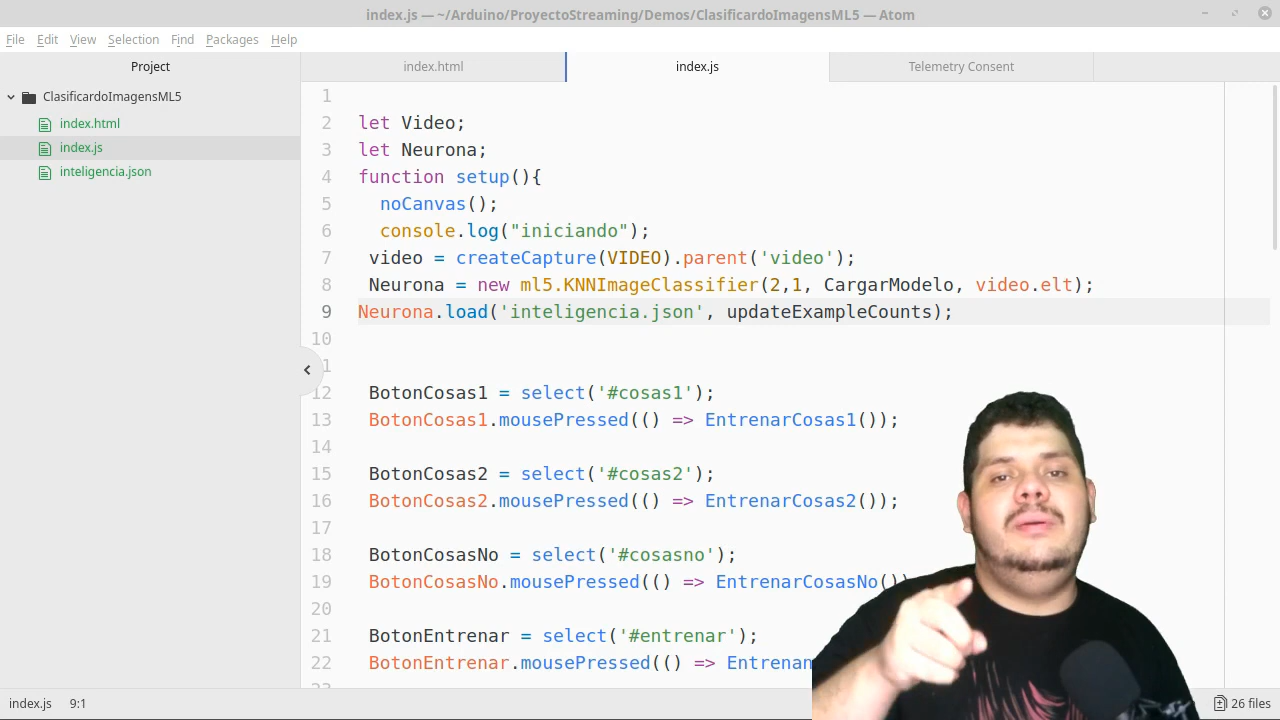 index.js — ~/Arduino/ProyectoStreaming/Demos/ClasificardoImagensML5 — Atom
File Edit View Selection Find Packages Help
Project
index.html
index.js
Telemetry Consent
ClasificardoImagensML5
index.html
index.js
inteligencia.json
1
2 let Video;
3 let Neurona;
4 function setup(){
5 noCanvas();
6 console.log("iniciando");
7 video = createCapture(VIDEO).parent('video');
8 Neurona = new ml5.KNNImageClassifier(2,1, CargarModelo, video.elt);
9 Neurona.load('inteligencia.json', updateExampleCounts);
10
1
12 BotonCosas1 = select('#cosas1');
13 BotonCosas1.mousePressed(() => EntrenarCosas1());
14
15 BotonCosas2 = select('#cosas2');
16 BotonCosas2.mousePressed(() => EntrenarCosas2());
17
18 BotonCosasNo = select('#cosasno');
19 BotonCosasNo.mousePressed(() => EntrenarCosasNo())
20
21 BotonEntrenar = select('#entrenar');
22 BotonEntrenar.mousePressed(() => Entrenan
index.js 9:1
26 files